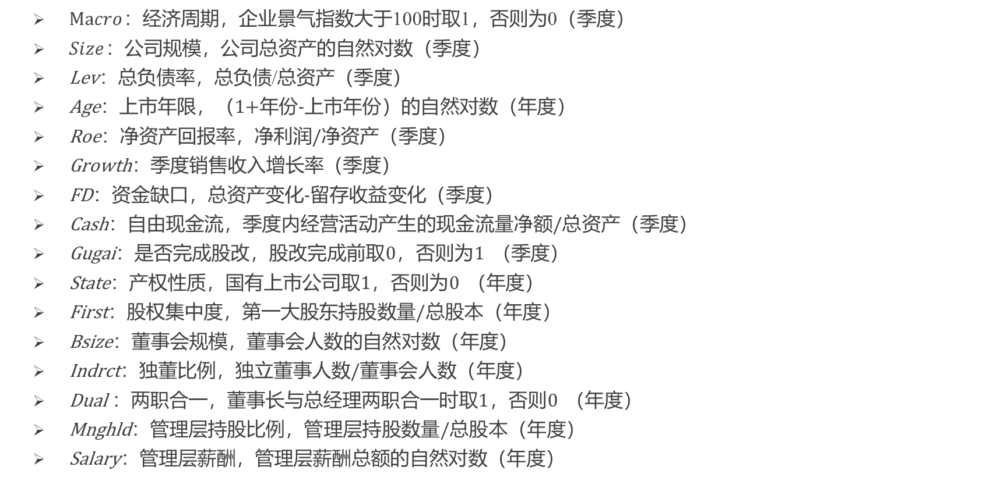 ➢ Macro：经济周期，企业景气指数大于100时取1，否则为0（季度）
➢ Size：公司规模，公司总资产的自然对数（季度）
➢ Lev：总负债率，总负债/总资产（季度）
➢ Age：上市年限，（1+年份-上市年份）的自然对数（年度）
➢ Roe：净资产回报率，净利润/净资产（季度）
➢ Growth：季度销售收入增长率（季度）
➢ FD：资金缺口，总资产变化-留存收益变化（季度）
➢ Cash：自由现金流，季度内经营活动产生的现金流量净额/总资产（季度）
➢ Gugai：是否完成股改，股改完成前取0，否则为1 （季度）
➢ State：产权性质，国有上市公司取1，否则为0 （年度）
➢ First：股权集中度，第一大股东持股数量/总股本（年度）
➢ Bsize：董事会规模，董事会人数的自然对数（年度）
➢ Indrct：独董比例，独立董事人数/董事会人数（年度）
➢ Dual：两职合一，董事长与总经理两职合一时取1，否则0 （年度）
➢ Mnghld：管理层持股比例，管理层持股数量/总股本（年度）
➢ Salary：管理层薪酬，管理层薪酬总额的自然对数（年度）